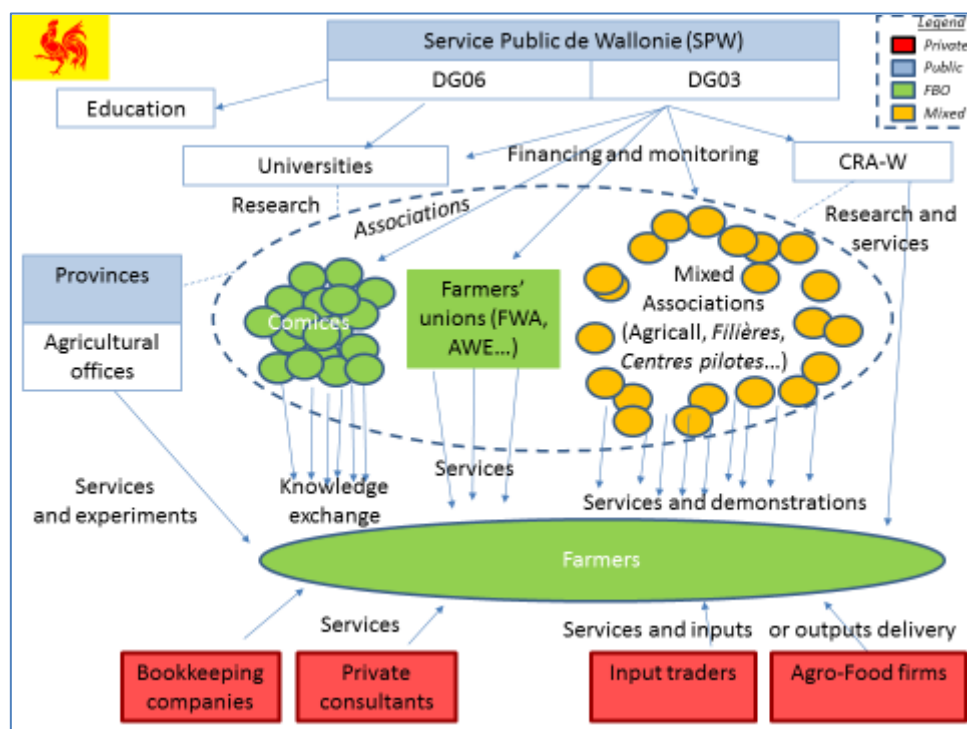 Legend
Private
Public
FBO
Mixed
Service Public de Wallonie (SPW)
DG06
DG03
Education
Universities
Financing and monitoring
CRA-W
Research
Associations
Research and
services
Provinces
Agricultural
offices
Comices
Farmers'
unions (FWA,
AWE...)
Mixed
Associations
(Agricall, Filières,
Centres pilotes...)
Services
and experiments
Knowledge
exchange
Services
Services and demonstrations
Farmers
Services
Services and inputs
or outputs delivery
Bookkeeping
companies
Private
consultants
Input traders
Agro-Food firms